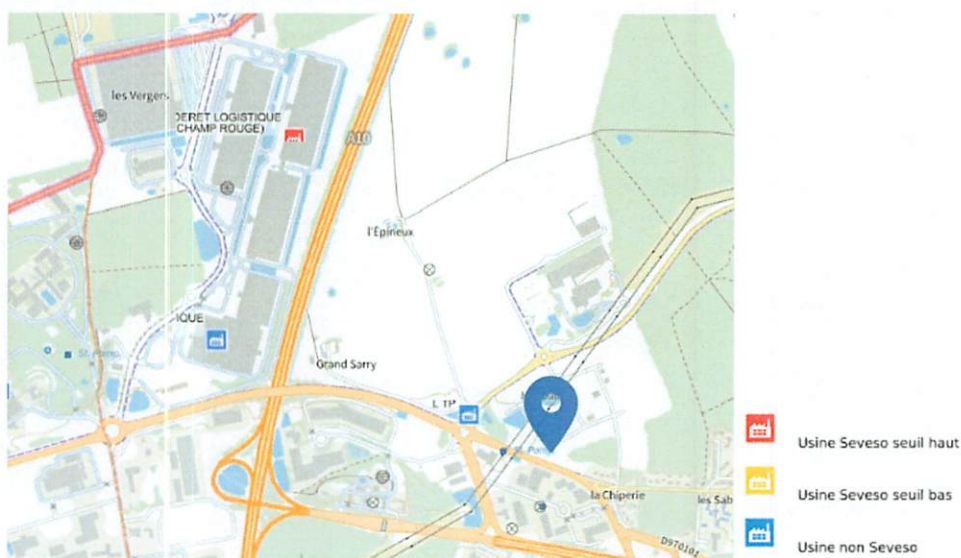 les Vergers
DERET LOGISTIQUE
CHAMP ROUGE)
A10
l'Épineux
IQUE
Grand Sarry
L TP
la Chiperie
les Sab
D970101
Usine Seveso seuil haut
Usine Seveso seuil bas
Usine non Seveso